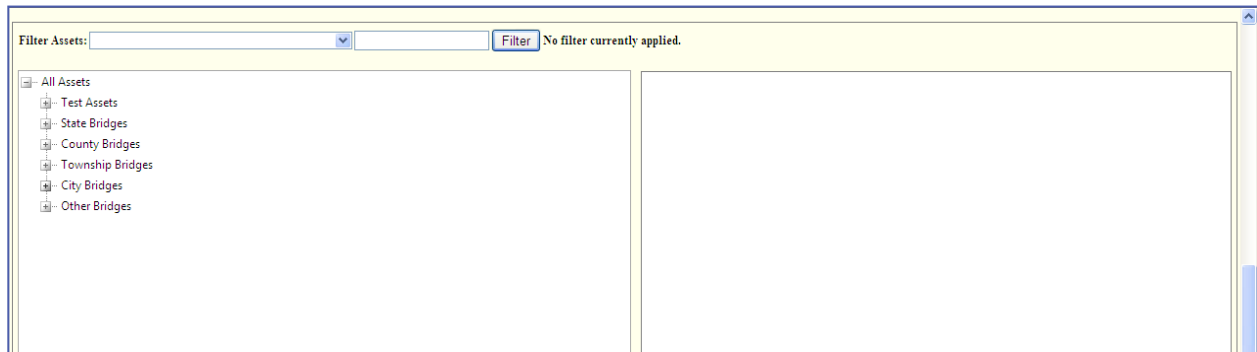 Filter Assets: Filter No filter currently applied.
All Assets
Test Assets
State Bridges
County Bridges
Township Bridges
City Bridges
Other Bridges